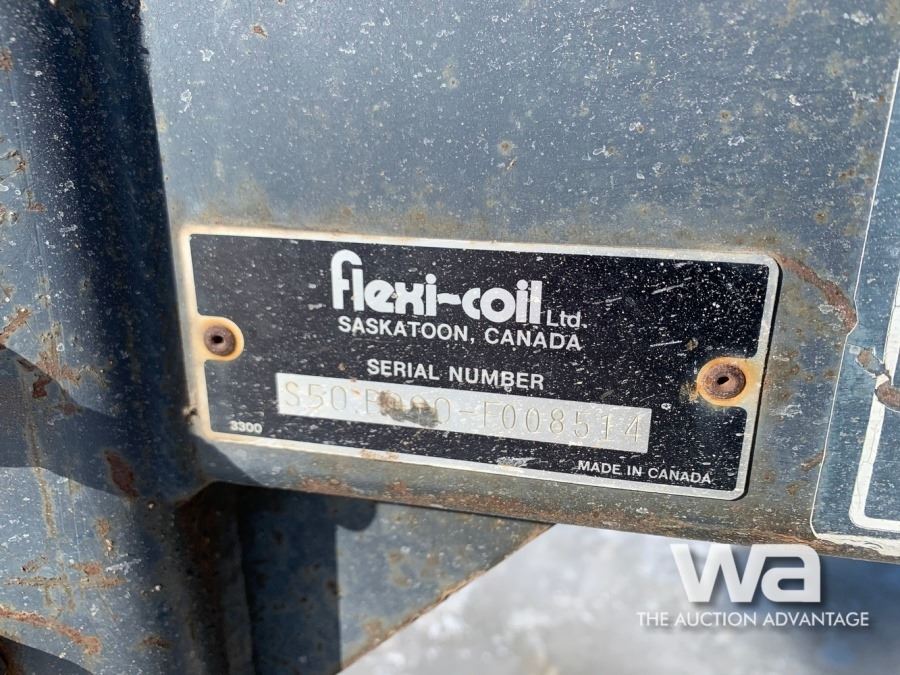 flexi-coil Ltd.
SASKATOON, CANADA
SERIAL NUMBER
3300
MADE IN CANADA
wa
THE AUCTION ADVANTAGE